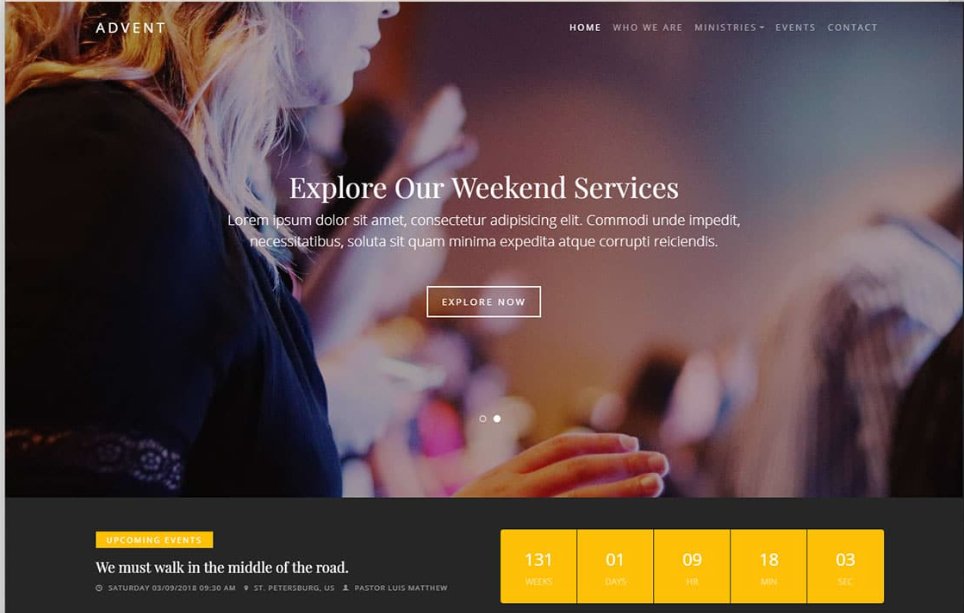 ADVENT
HOME WHO WE ARE MINISTRIES EVENTS CONTACT
Explore Our Weekend Services
Lorem ipsum dolor sit amet, consectetur adipisicing elit. Commodi unde impedit,
necessitatibus, soluta sit quam minima expedita atque corrupti reiciendis.
EXPLORE NOW
UPCOMING EVENTS
We must walk in the middle of the road.
SATURDAY 03/09/2018 09:30 AM ST. PETERSBURG, US PASTOR LUIS MATTHEW
131 01 09 18 03
WEEKS DAYS HR MIN SEC